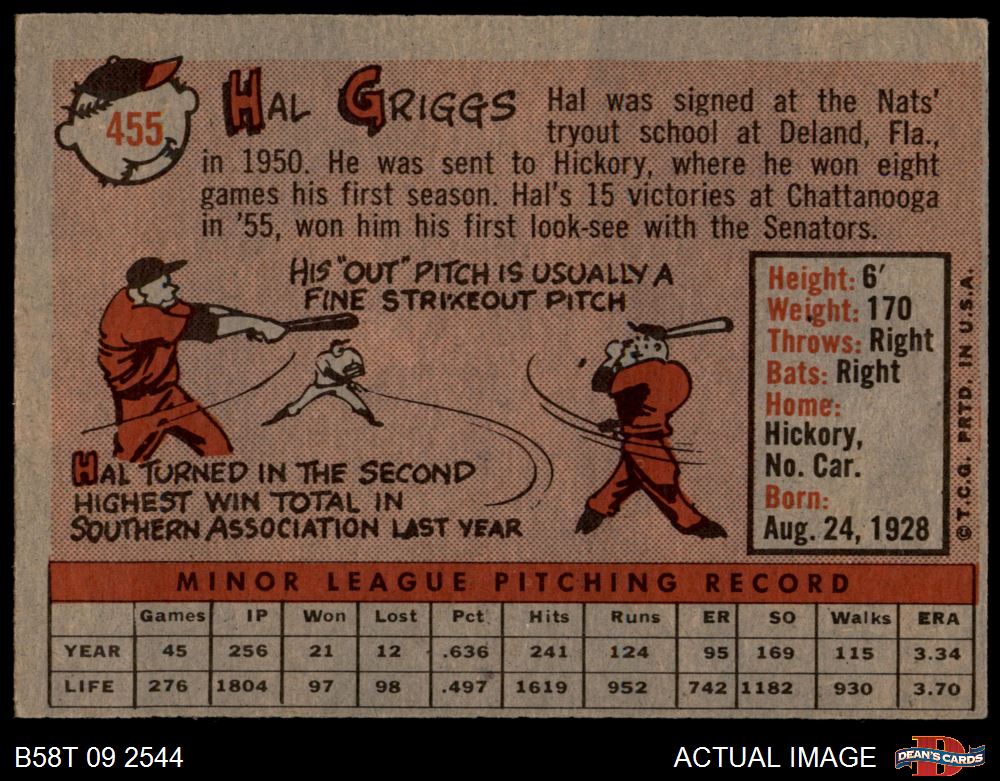 455
HAL GRIGGS
Hal was signed at the Nats'
tryout school at Deland, Fla.,
in 1950. He was sent to Hickory, where he won eight
games his first season. Hal's 15 victories at Chattanooga
in '55, won him his first look-see with the Senators.
HIS "OUT" PITCH IS USUALLY A
FINE STRIKEOUT PITCH
HAL TURNED IN THE SECOND
HIGHEST WIN TOTAL IN
SOUTHERN ASSOCIATION LAST YEAR
Height: 6'
Weight: 170
Throws: Right
Bats: Right
Home:
Hickory,
No. Car.
Born:
Aug. 24, 1928
© T.C.G. PRTD. IN U.S.A.
MINOR LEAGUE PITCHING RECORD
Games IP Won Lost Pct. Hits Runs ER SO Walks ERA
YEAR 45 256 21 12 .636 241 124 95 169 115 3.34
LIFE 276 1804 97 98 .497 1619 952 742 1182 930 3.70
B58T 09 2544
ACTUAL IMAGE
D
DEAN'S CARDS